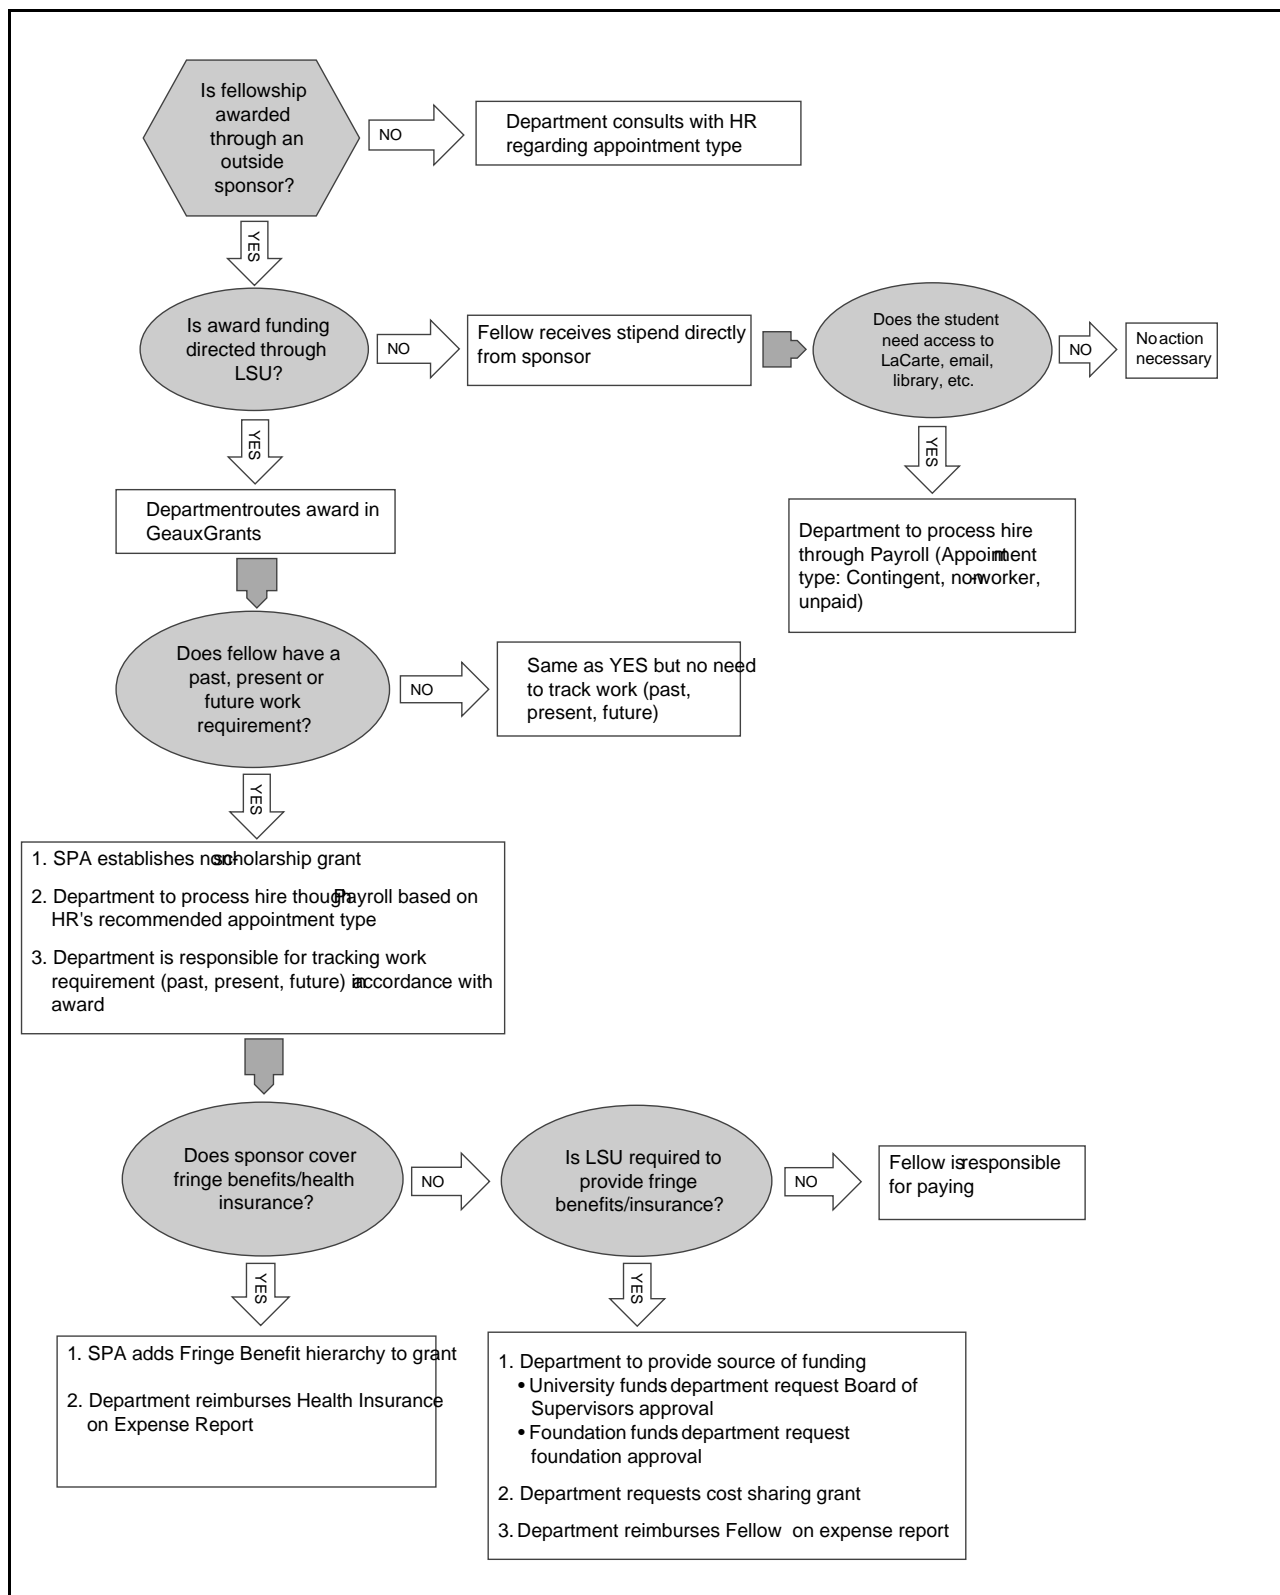 Is fellowship
awarded
through an
outside
sponsor?
NO
Department consults with HR
regarding appointment type
YES
Is award funding
directed through
LSU?
NO
Fellow receives stipend directly
from sponsor
Does the student
need access to
LaCarte, email,
library, etc.
NO
No action
necessary
YES
YES
Department routes award in
GeauxGrants
Department to process hire
through Payroll (Appointment
type: Contingent, non-worker,
unpaid)
Does fellow have a
past, present or
future work
requirement?
NO
Same as YES but no need
to track work (past,
present, future)
YES
1. SPA establishes non-scholarship grant
2. Department to process hire though Payroll based on
HR's recommended appointment type
3. Department is responsible for tracking work
requirement (past, present, future) in accordance with
award
Does sponsor cover
fringe benefits/health
insurance?
NO
Is LSU required to
provide fringe
benefits/insurance?
NO
Fellow is responsible
for paying
YES
YES
1. SPA adds Fringe Benefit hierarchy to grant
2. Department reimburses Health Insurance
on Expense Report
1. Department to provide source of funding
• University funds-department request Board of
Supervisors approval
• Foundation funds-department request
foundation approval
2. Department requests cost sharing grant
3. Department reimburses Fellow on expense report